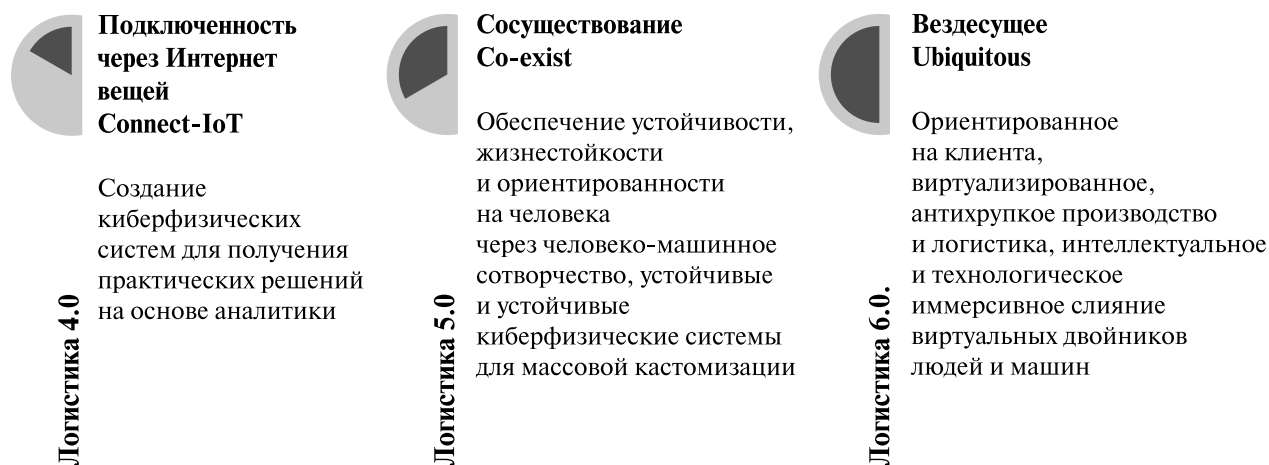 Подключенность
через Интернет
вещей
Connect-IoT
Создание
киберфизических
систем для получения
практических решений
на основе аналитики
Логистика 4.0
Сосуществование
Co-exist
Обеспечение устойчивости,
жизнестойкости
и ориентированности
на человека
через человеко-машинное
сотворчество, устойчивые
и устойчивые
киберфизические системы
для массовой кастомизации
Логистика 5.0
Вездесущее
Ubiquitous
Ориентированное
на клиента,
виртуализированное,
антихрупкое производство
и логистика, интеллектуальное
и технологическое
иммерсивное слияние
виртуальных двойников
людей и машин
Логистика 6.0.